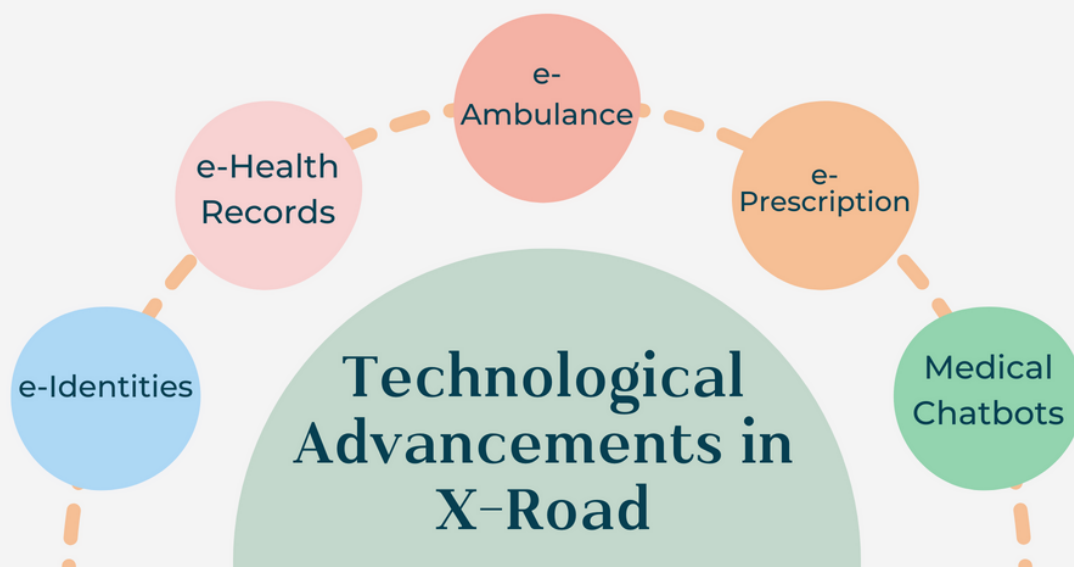 e-
Ambulance
e-Health
Records
e-
Prescription
e-Identities
Medical
Chatbots
Technological
Advancements in
X-Road